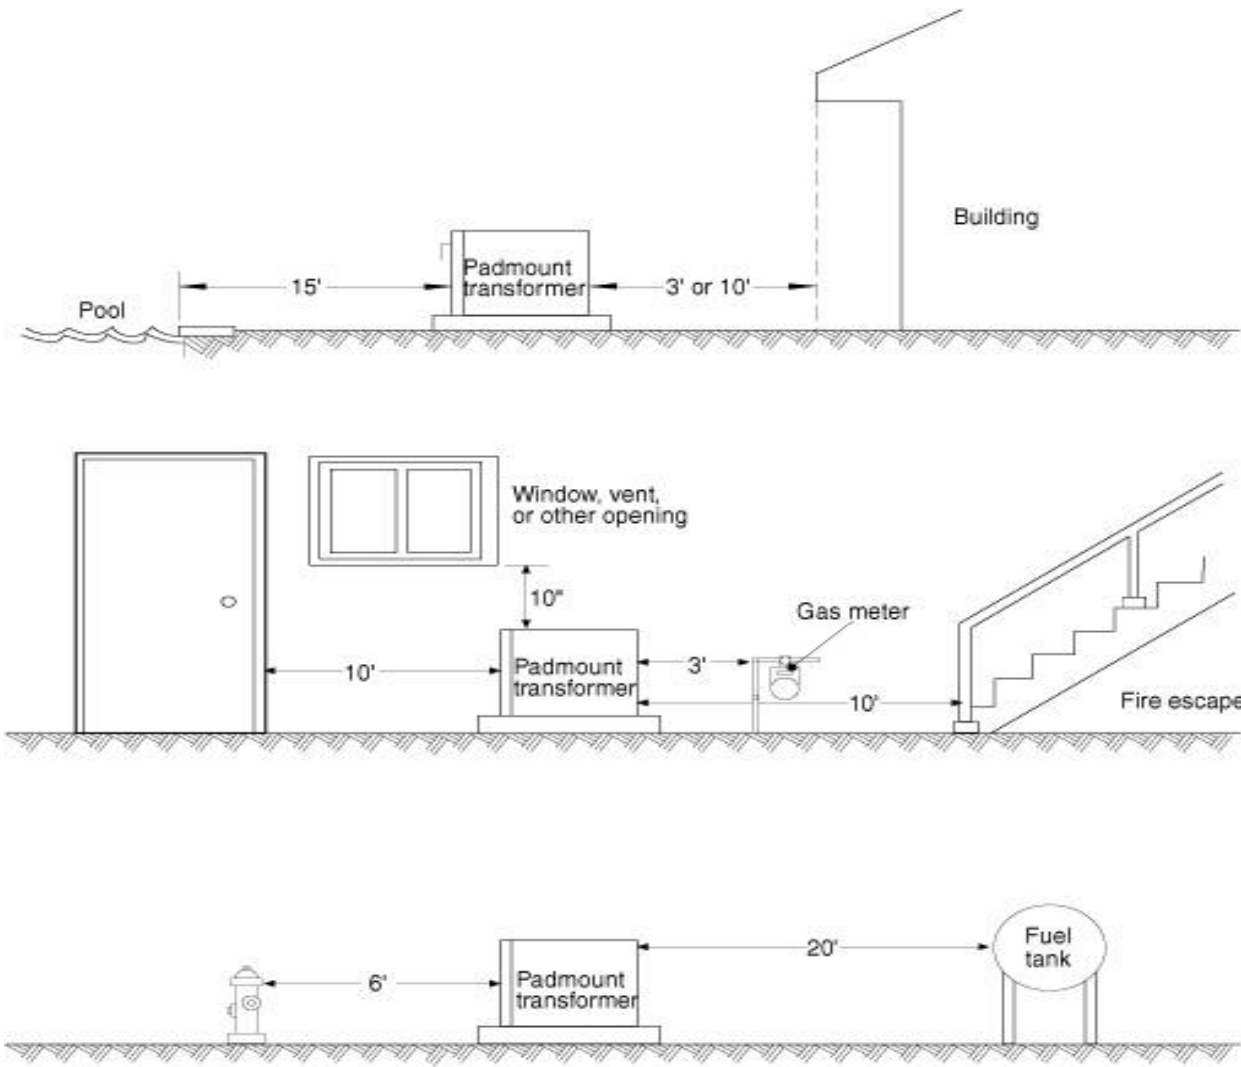 Building
Padmount
transformer
15'
3' or 10'
Pool
Window, vent,
or other opening
10"
Gas meter
Padmount
transformer
10'
3'
10'
Fire escape
Fuel
tank
20'
6'
Padmount
transformer